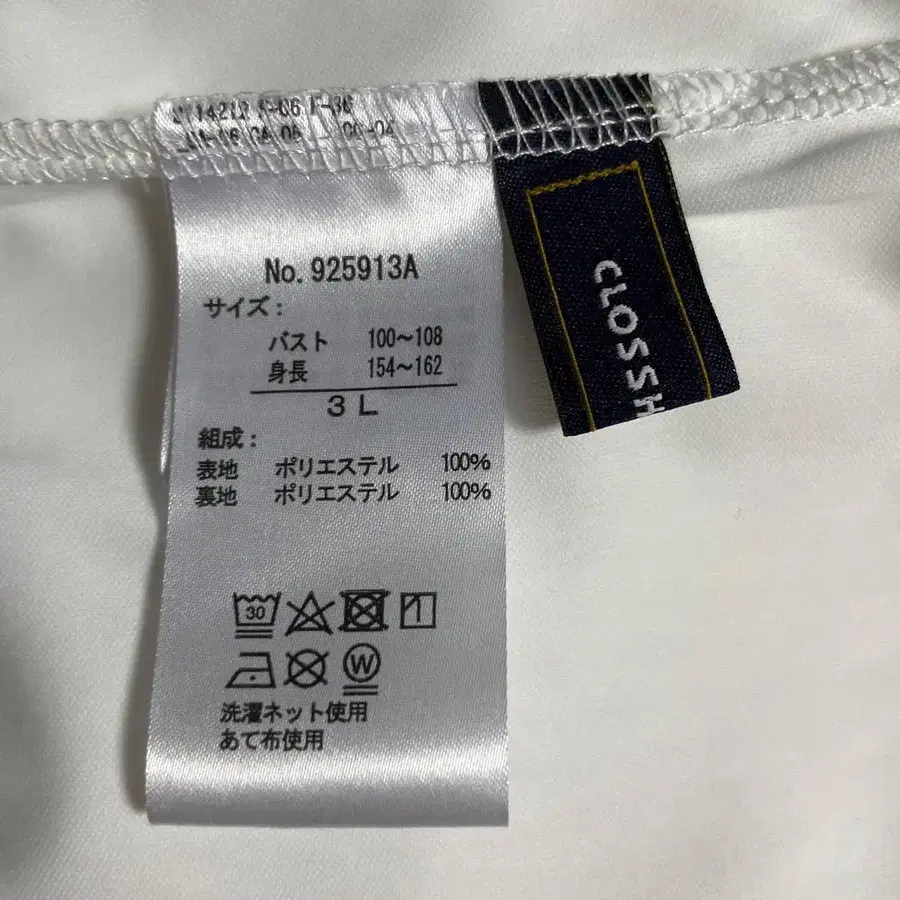 No.925913A
サイズ:
バスト 100~108
身長 154~162
3L
組成:
表地 ポリエステル 100%
裏地 ポリエステル 100%
30
W
洗濯ネット使用
あて布使用
CLOSSH